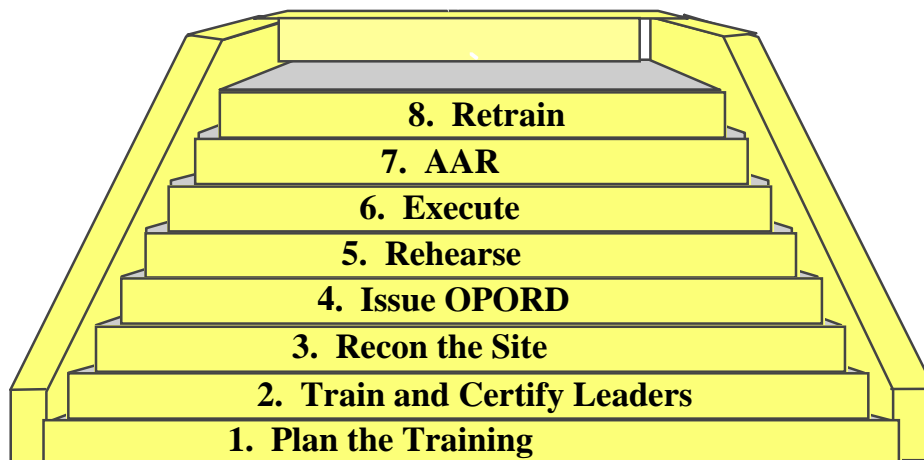 8. Retrain
7. AAR
6. Execute
5. Rehearse
4. Issue OPORD
3. Recon the Site
2. Train and Certify Leaders
1. Plan the Training